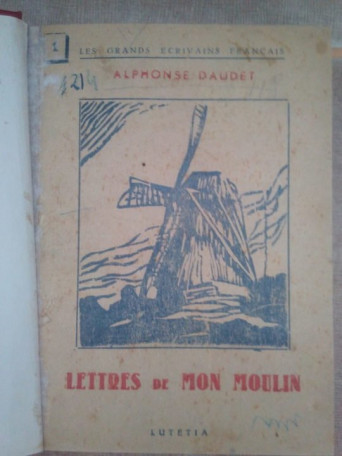 1
LES GRANDS ECRIVAINS FRANÇAIS
ALPHONSE DAUDET
LETTRES DE MON MOULIN
LUTETIA